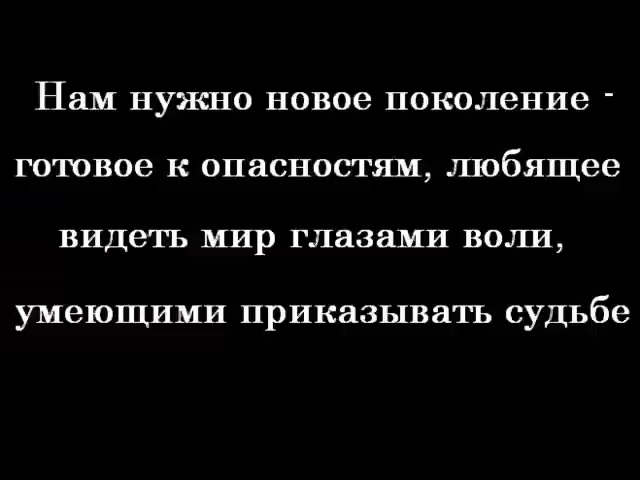 Нам нужно новое поколение -
готовое к опасностям, любящее
видеть мир глазами воли,
умеющими приказывать судьбе